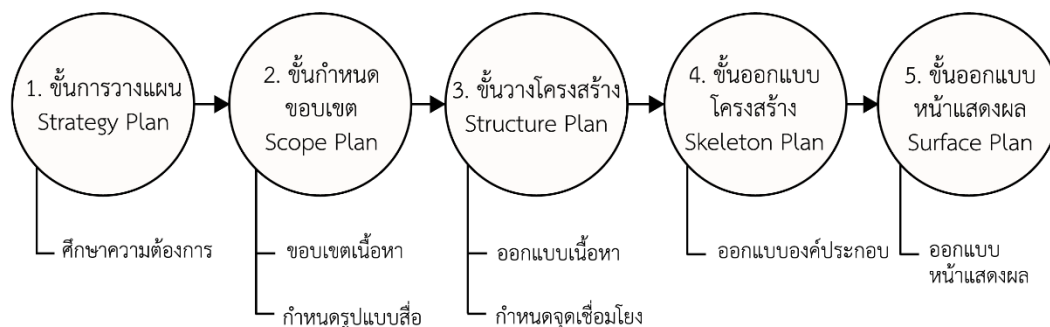 1. ขั้นการวางแผน
Strategy Plan
2. ขั้นกำหนด
ขอบเขต
Scope Plan
3. ขั้นวางโครงสร้าง
Structure Plan
4. ขั้นออกแบบ
โครงสร้าง
Skeleton Plan
5. ขั้นออกแบบ
หน้าแสดงผล
Surface Plan
ศึกษาความต้องการ
ขอบเขตเนื้อหา
กำหนดรูปแบบสื่อ
ออกแบบเนื้อหา
กำหนดจุดเชื่อมโยง
ออกแบบองค์ประกอบ
ออกแบบ
หน้าแสดงผล